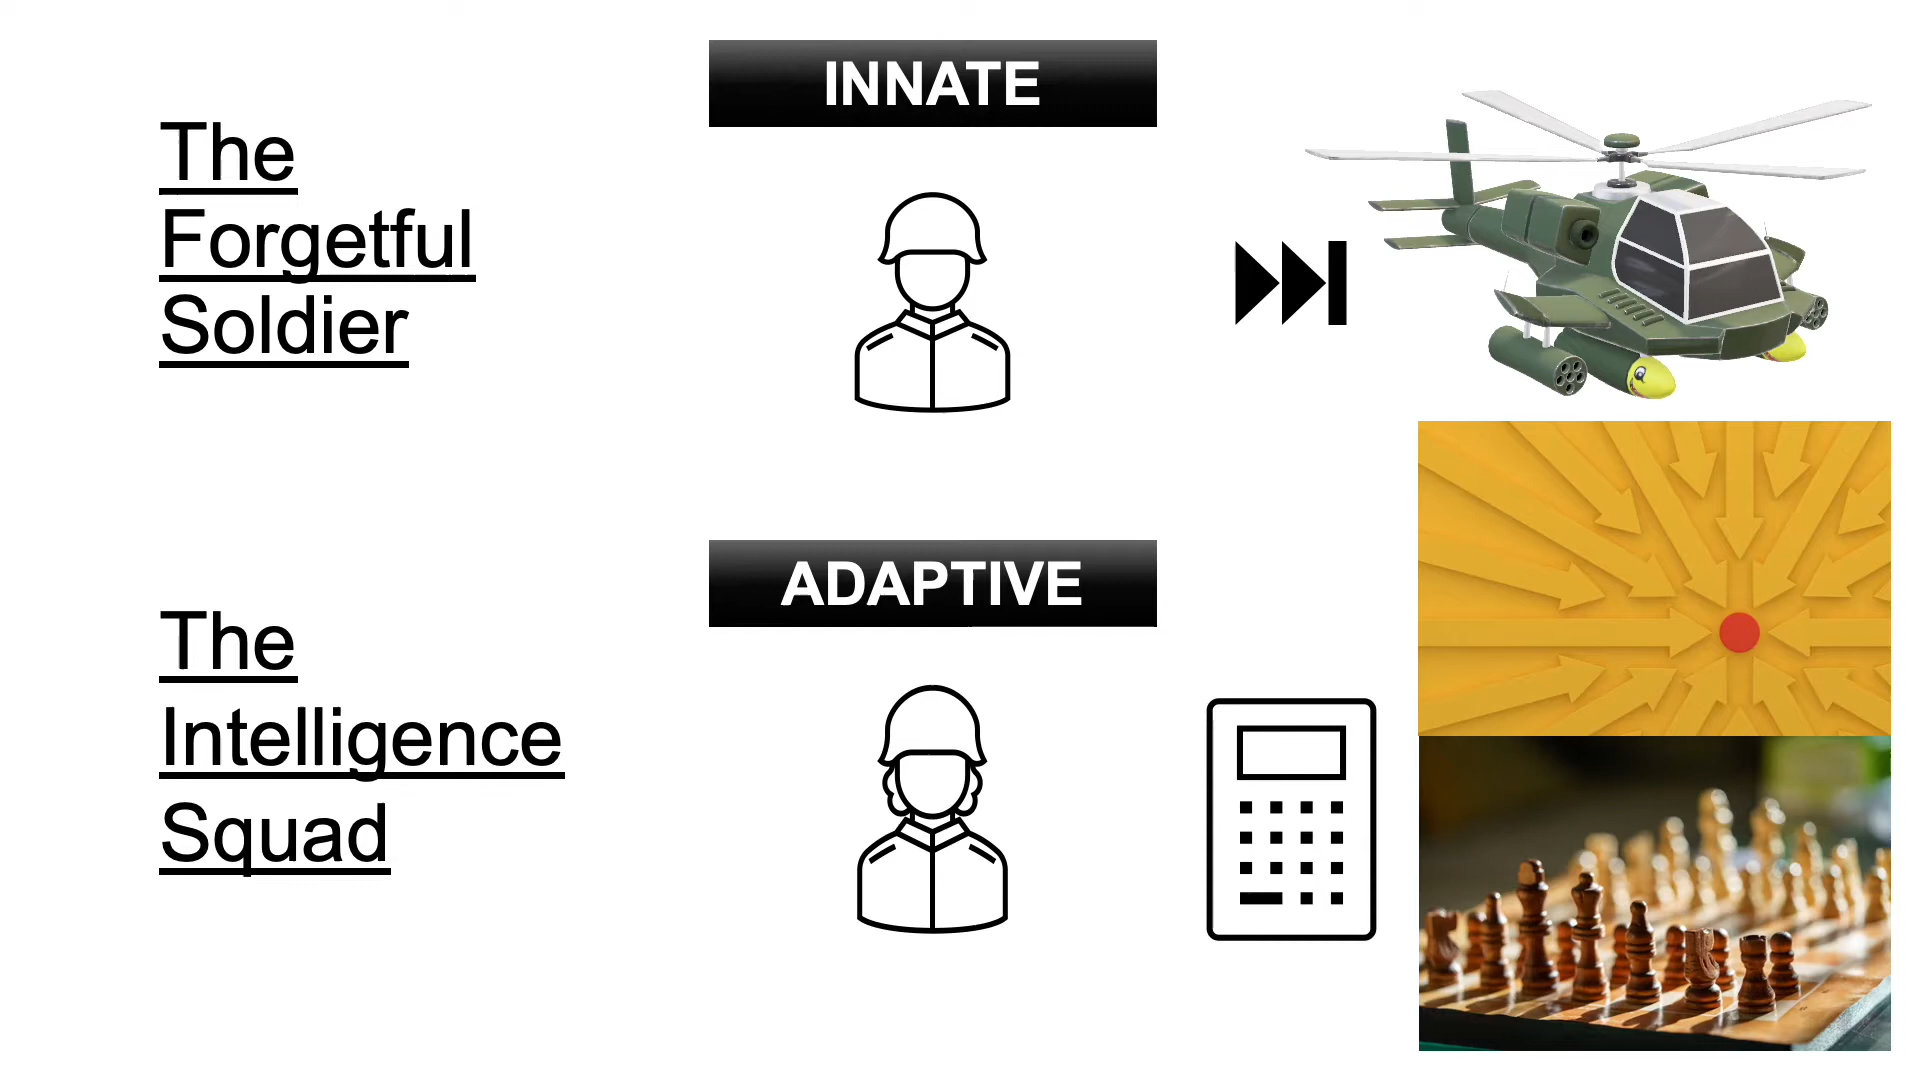 INNATE
The
Forgetful
Soldier
ADAPTIVE
The
Intelligence
Squad